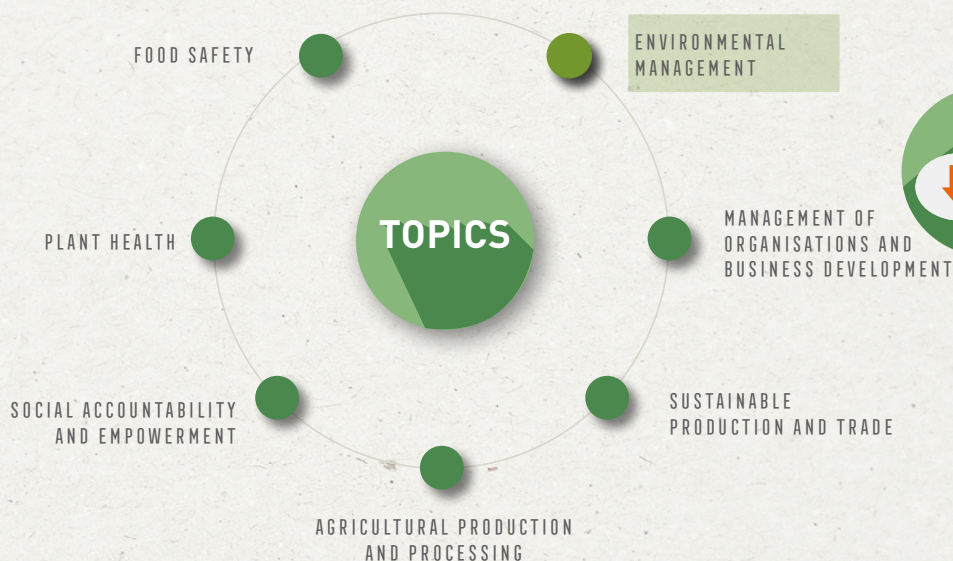 FOOD SAFETY
ENVIRONMENTAL
MANAGEMENT
TOPICS
PLANT HEALTH
MANAGEMENT OF
ORGANISATIONS AND
BUSINESS DEVELOPMENT
SOCIAL ACCOUNTABILITY
AND EMPOWERMENT
SUSTAINABLE
PRODUCTION AND TRADE
AGRICULTURAL PRODUCTION
AND PROCESSING